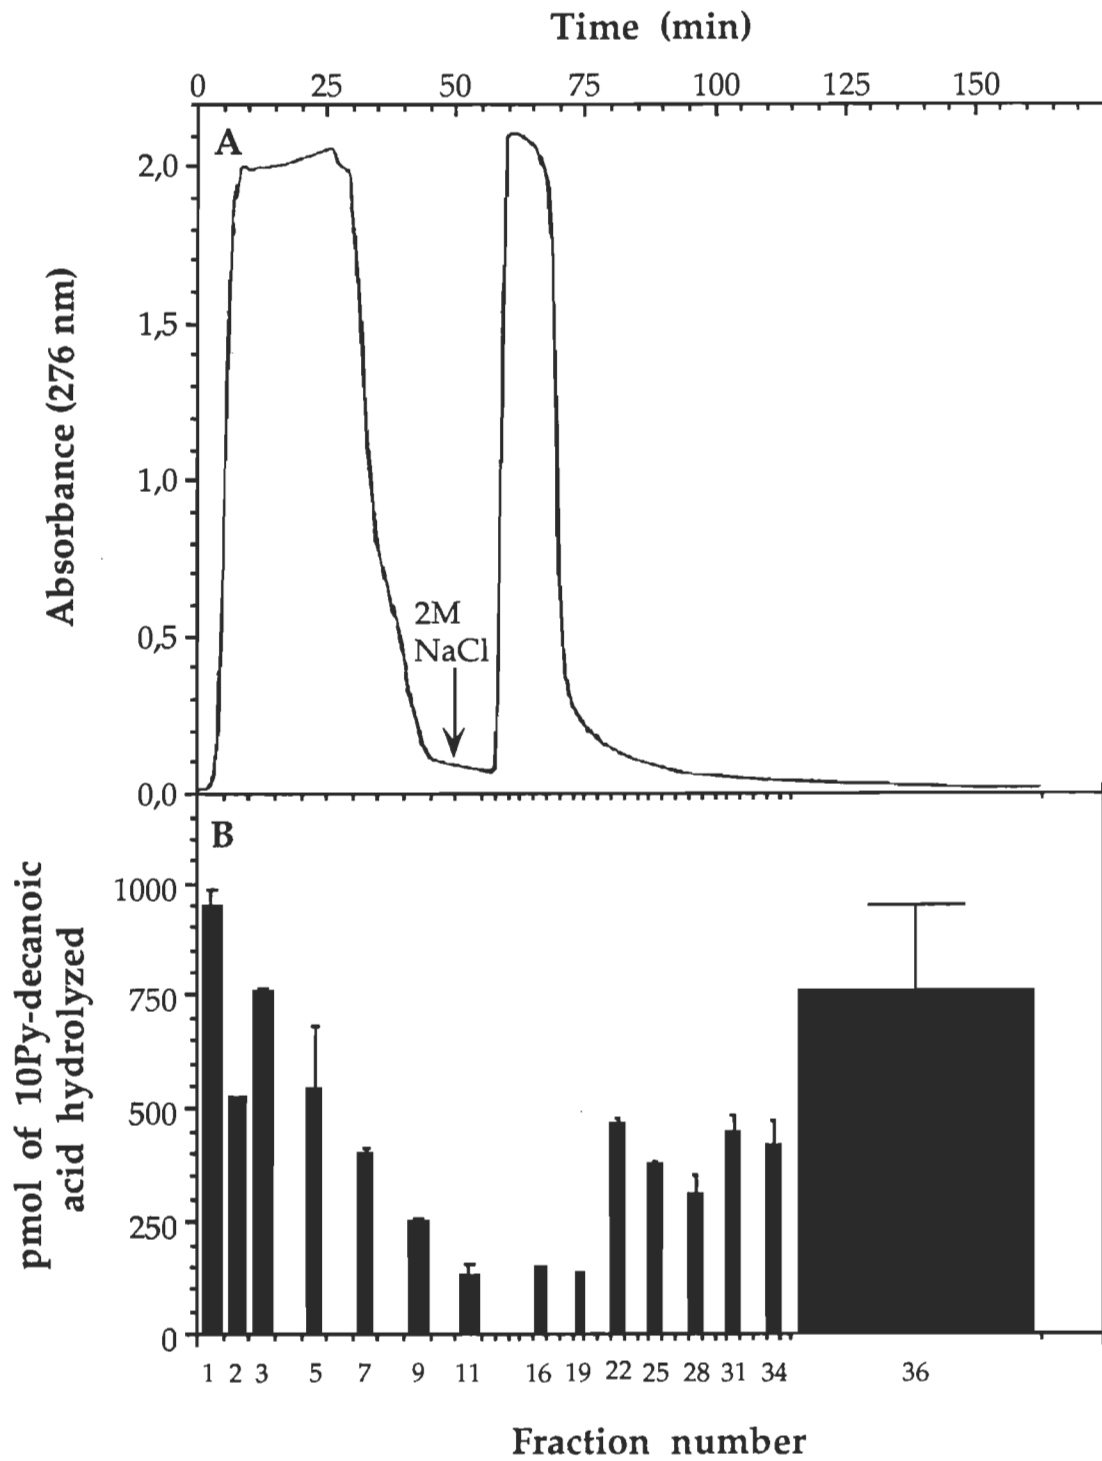 Time (min)
0 25 50 75 100 125 150
A
2,0
1,5
1,0
0,5
0,0
Absorbance (276 nm)
2M
NaCl
B
1000
750
500
250
0
pmol of 10Py-decanoic
acid hydrolyzed
1 2 3 5 7 9 11 16 19 22 25 28 31 34 36
Fraction number